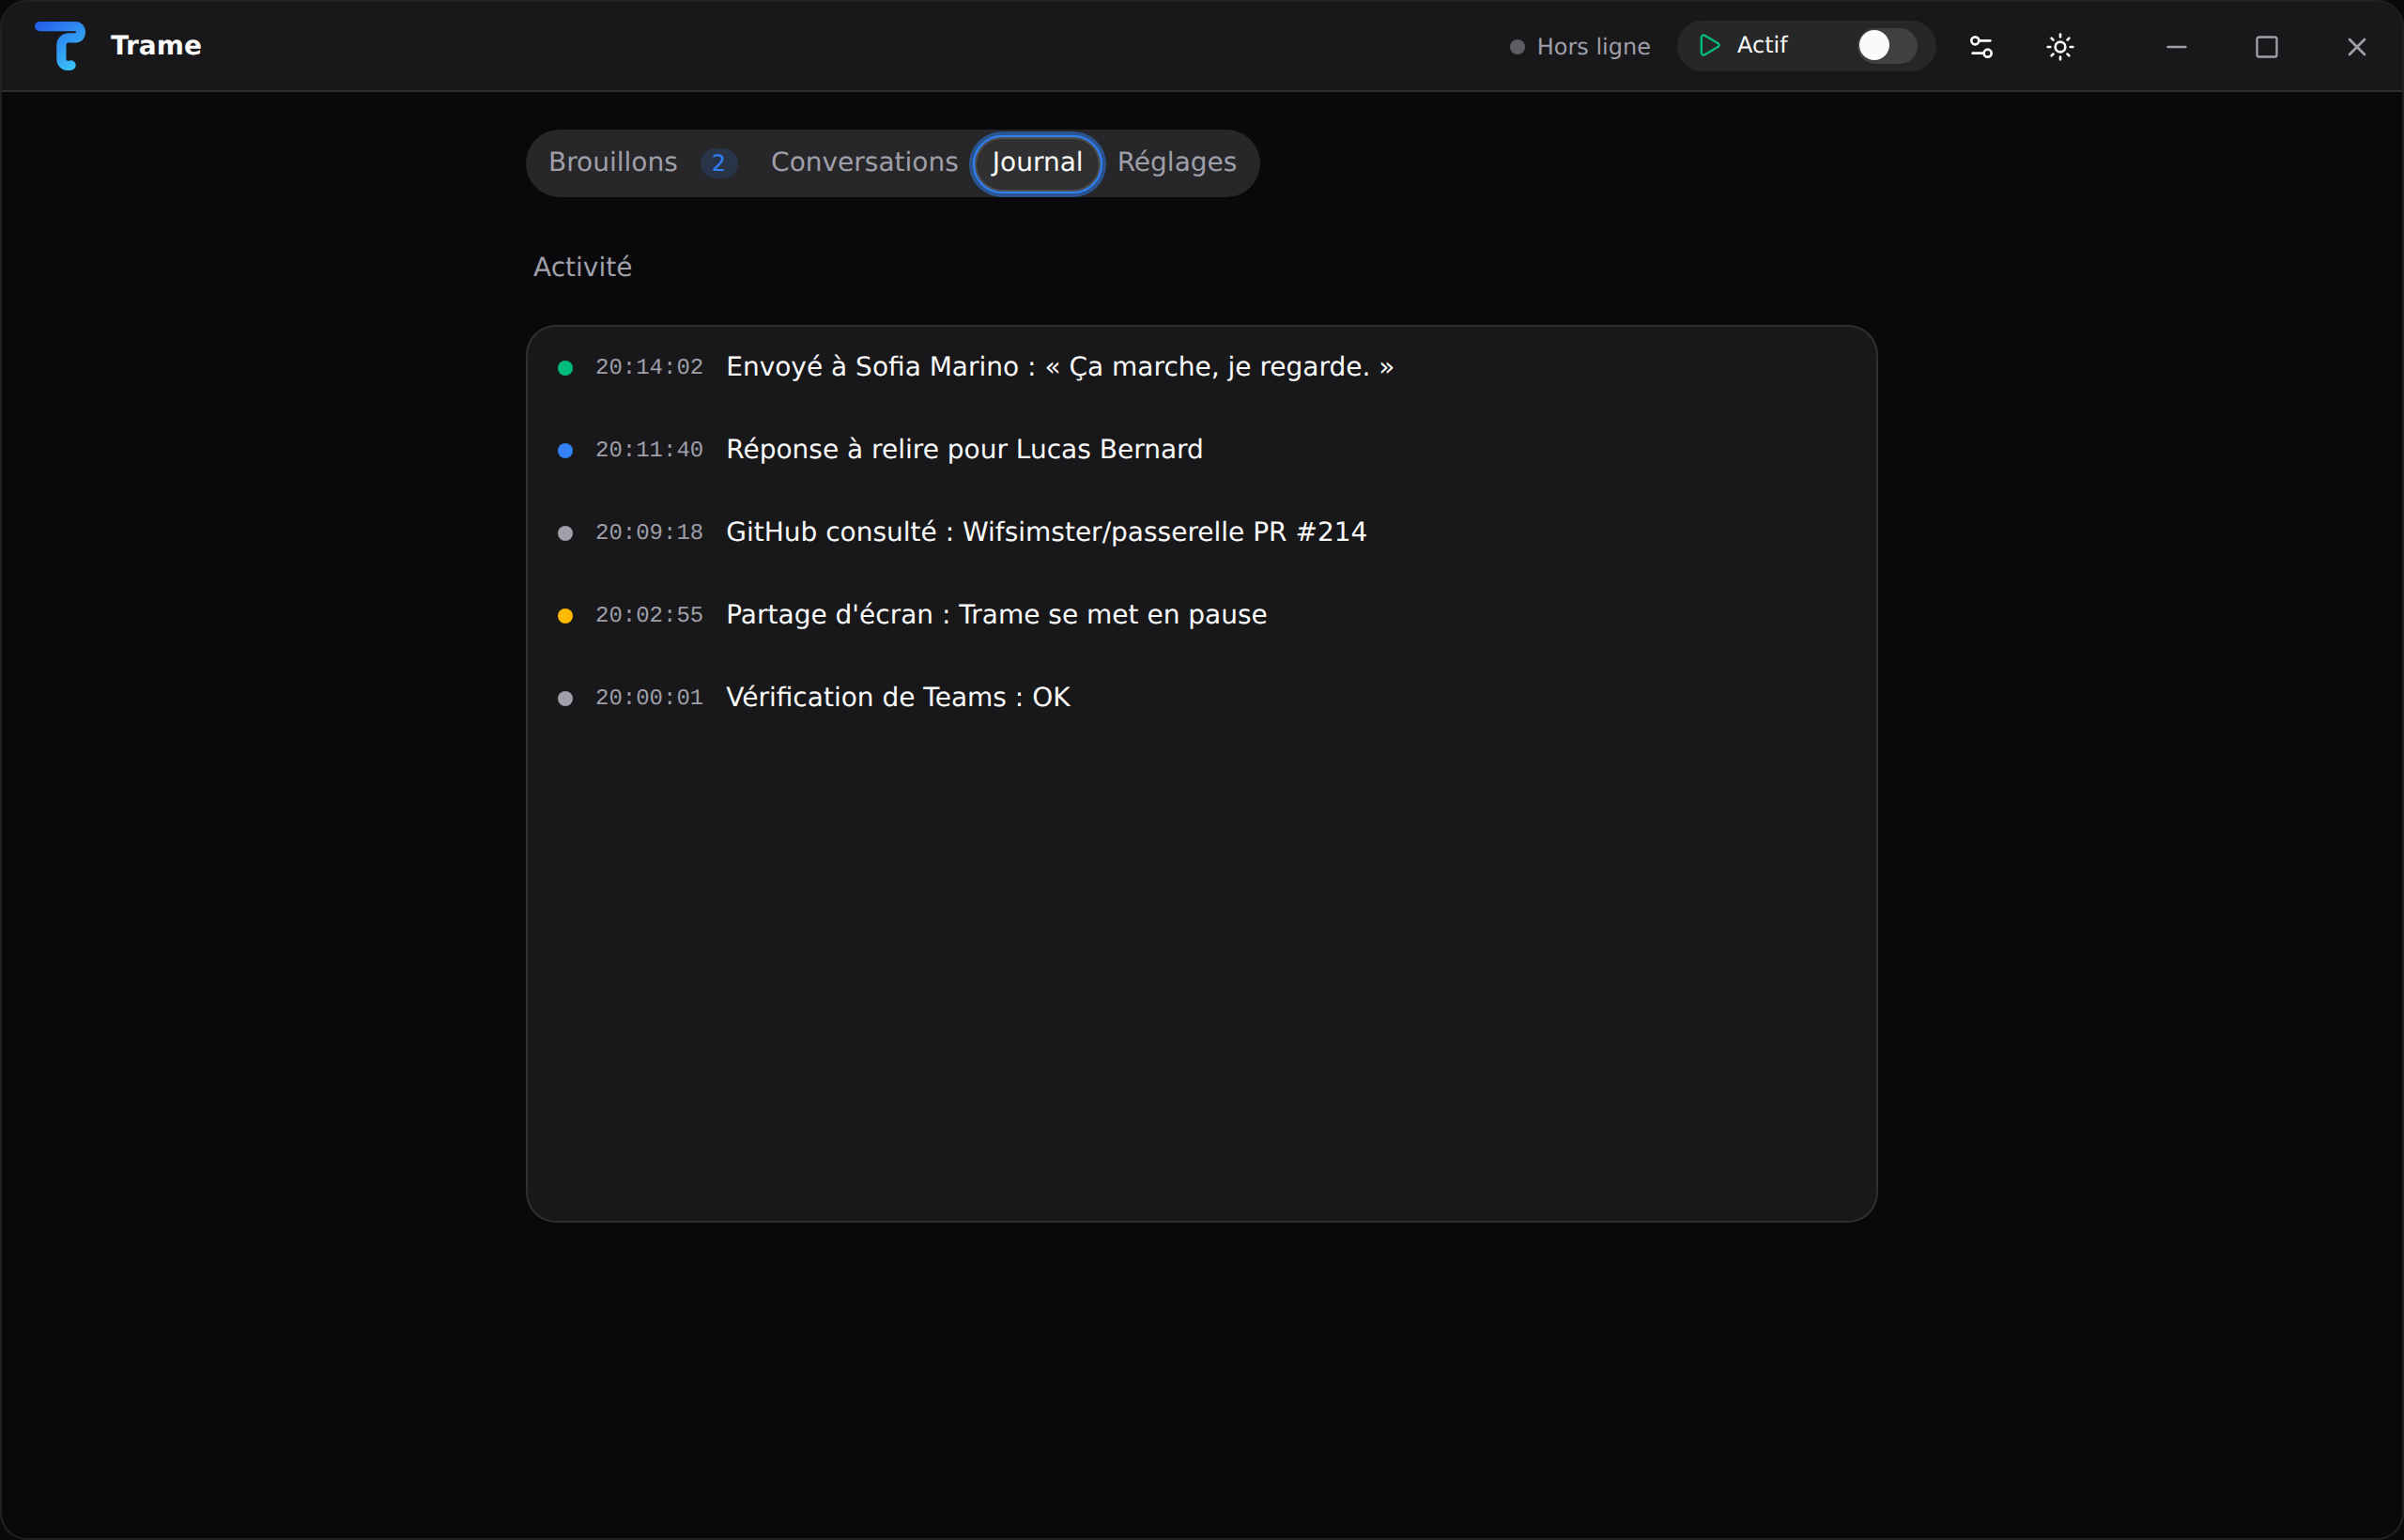 Trame
Hors ligne
Actif
Brouillons 2 Conversations Journal Réglages
Activité
20:14:02 Envoyé à Sofia Marino : « Ça marche, je regarde. »
20:11:40 Réponse à relire pour Lucas Bernard
20:09:18 GitHub consulté : Wifsimster/passerelle PR #214
20:02:55 Partage d'écran : Trame se met en pause
20:00:01 Vérification de Teams : OK